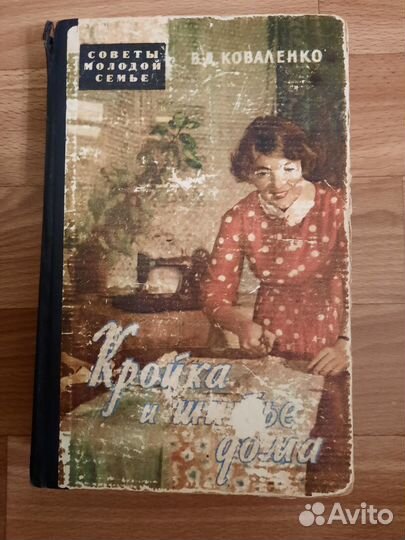 СОВЕТЫ
МОЛОДОЙ
СЕМЬЕ
В.Д. КОВАЛЕНКО
Кройка
и шитье
дома
Avito